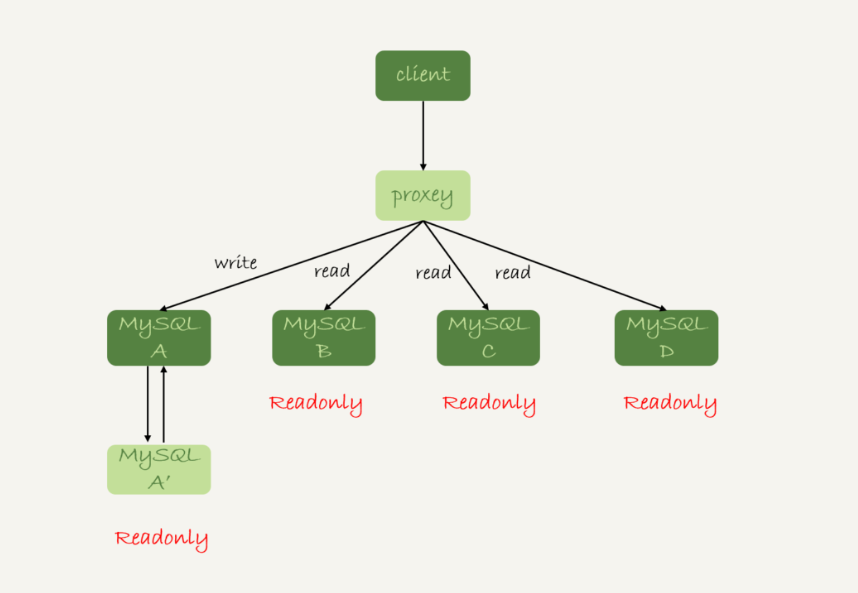 client
proxey
write
read
read
read
MySQL
A
MySQL
B
MySQL
C
MySQL
D
Readonly
Readonly
Readonly
MySQL
A'
Readonly